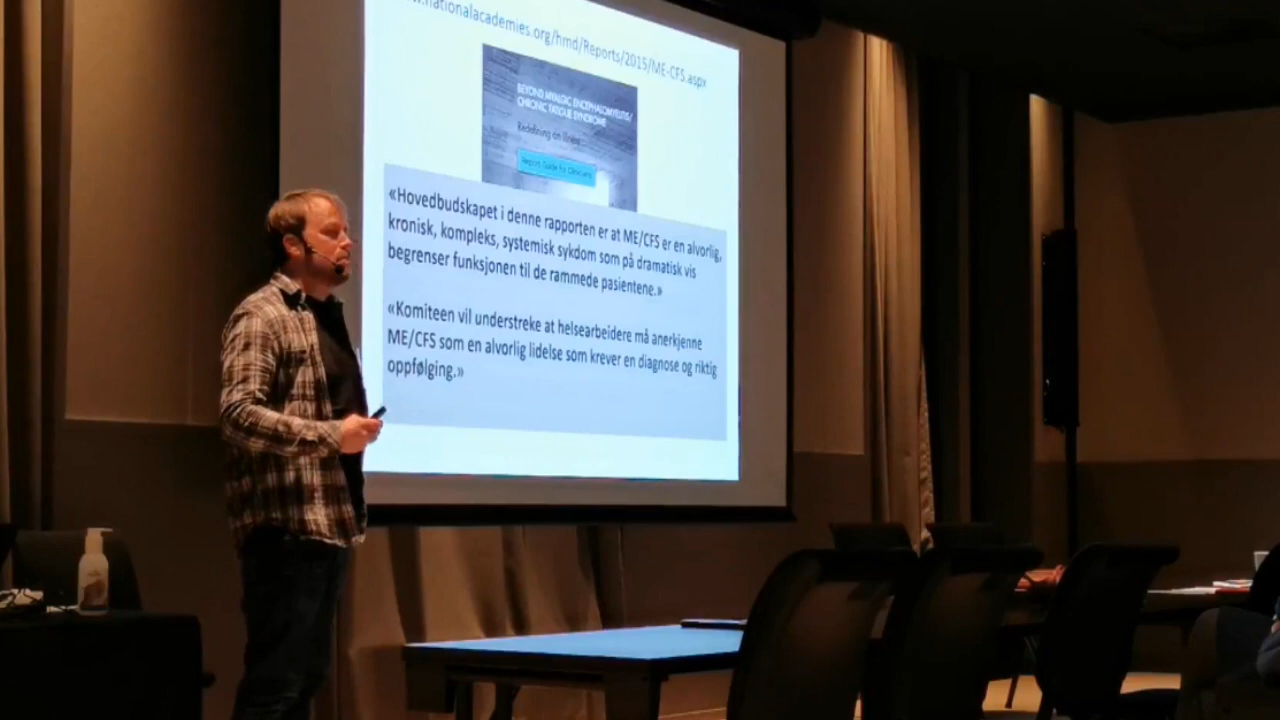 .nationalacademies.org/hmd/Reports/2015/ME-CFS.aspx
BEYOND MYALGIC ENCEPHALOMYELITIS/
CHRONIC FATIGUE SYNDROME
Redefining an Illness
Report Guide for Clinicians
«Hovedbudskapet i denne rapporten er at ME/CFS er en alvorlig,
kronisk, kompleks, systemisk sykdom som på dramatisk vis
begrenser funksjonen til de rammede pasientene.»
«Komiteen vil understreke at helsearbeidere må anerkjenne
ME/CFS som en alvorlig lidelse som krever en diagnose og riktig
oppfølging.»